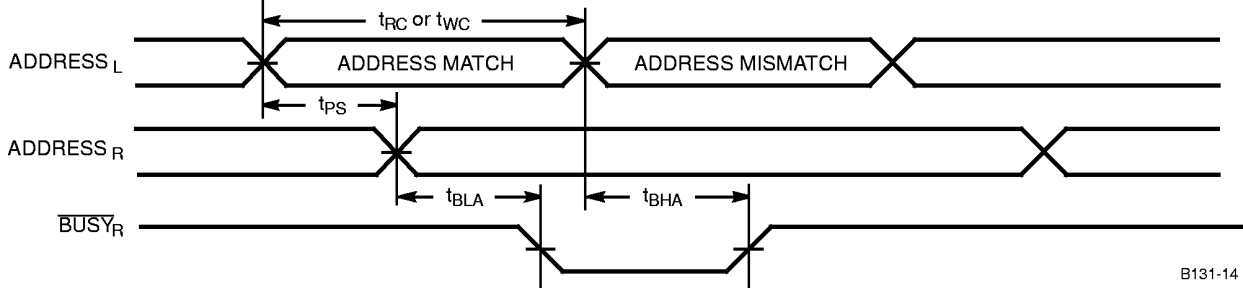 tRC or tWC
ADDRESS L ADDRESS MATCH ADDRESS MISMATCH
tPS
ADDRESS R
tBLA tBHA
BUSYR
B131-14